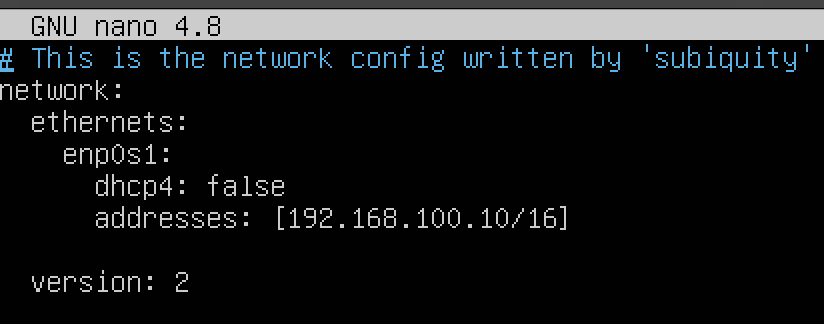 GNU nano 4.8
# This is the network config written by 'subiquity'
network:
  ethernets:
    enp0s1:
      dhcp4: false
      addresses: [192.168.100.10/16]
  version: 2